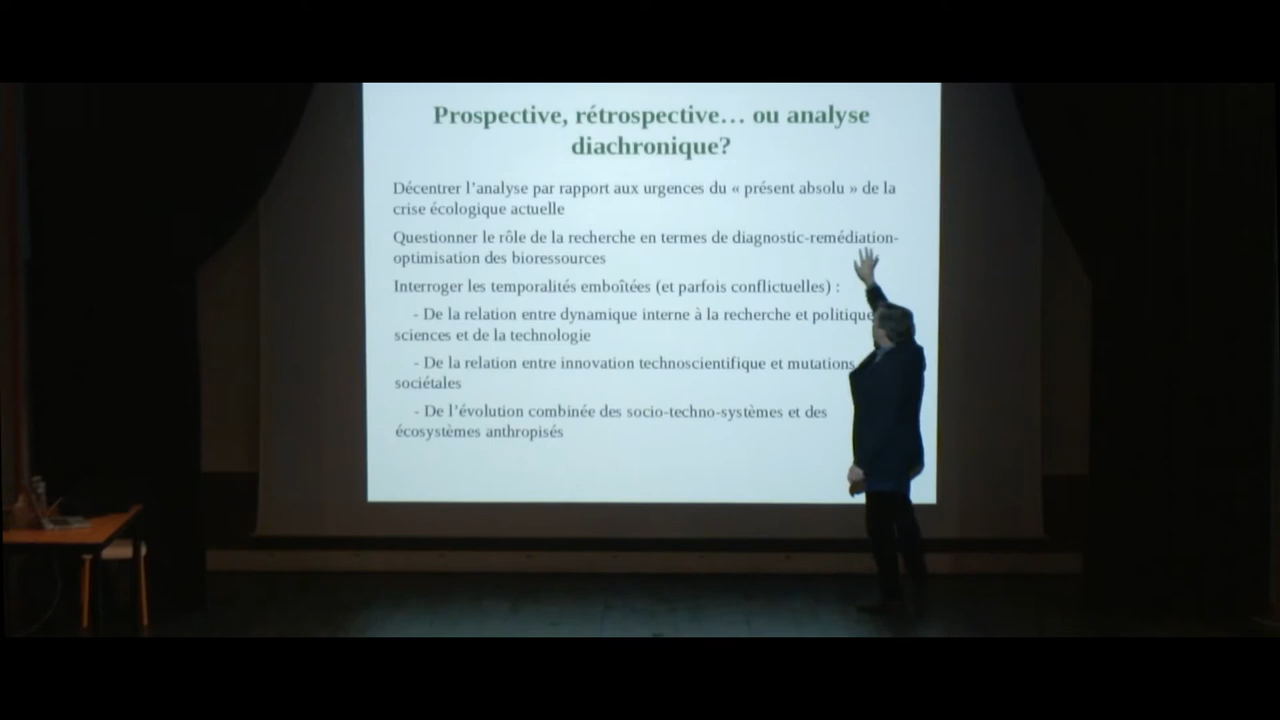 Prospective, rétrospective… ou analyse
diachronique?
Décentrer l’analyse par rapport aux urgences du « présent absolu » de la
crise écologique actuelle
Questionner le rôle de la recherche en termes de diagnostic-remédiation-
optimisation des bioressources
Interroger les temporalités emboîtées (et parfois conflictuelles) :
- De la relation entre dynamique interne à la recherche et politique
sciences et de la technologie
- De la relation entre innovation technoscientifique et mutations
sociétales
- De l’évolution combinée des socio-techno-systèmes et des
écosystèmes anthropisés